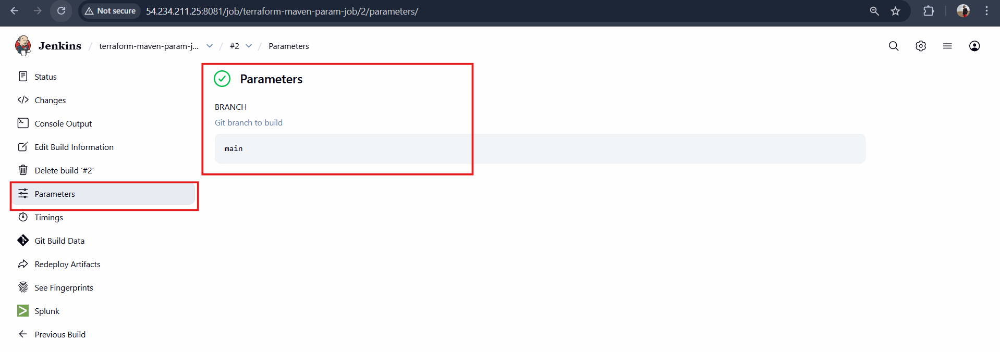 Not secure 54.234.211.25:8081/job/terraform-maven-param-job/2/parameters/
Jenkins / terraform-maven-param-j... / #2 / Parameters
Status
Changes
Console Output
Edit Build Information
Delete build ‘#2’
Parameters
Timings
Git Build Data
Redeploy Artifacts
See Fingerprints
Splunk
Previous Build
Parameters
BRANCH
Git branch to build
main